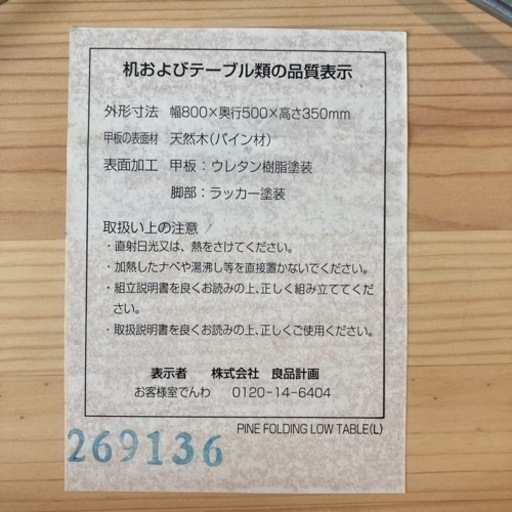 机およびテーブル類の品質表示
外形寸法 幅800×奥行500×高さ350mm
甲板の表面材 天然木(パイン材)
表面加工 甲板：ウレタン樹脂塗装
脚部：ラッカー塗装
取扱い上の注意
・直射日光又は、熱をさけてください。
・加熱したナベや湯沸し等を直接置かないでください。
・組立説明書を良くお読みの上、正しく組み立ててくだ
さい。
・取扱説明書を良くお読みの上、正しくご使用ください。
表示者 株式会社 良品計画
お客様室でんわ 0120-14-6404
PINE FOLDING LOW TABLE(L)
269136